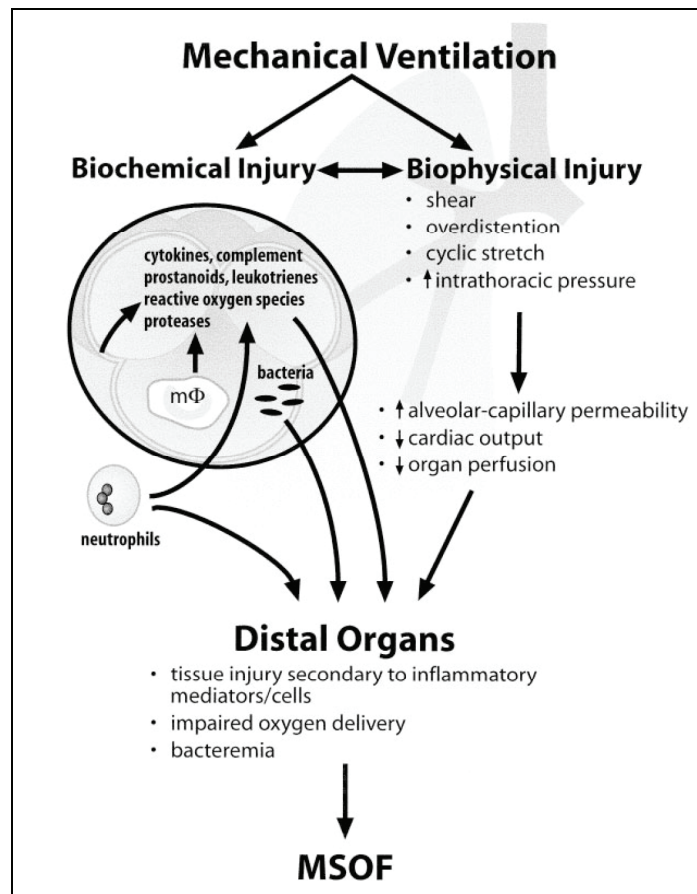 Mechanical Ventilation
Biochemical Injury
Biophysical Injury
• shear
• overdistention
• cyclic stretch
• ↑ intrathoracic pressure
cytokines, complement
prostanoids, leukotrienes
reactive oxygen species
proteases
bacteria
mΦ
neutrophils
• ↑ alveolar-capillary permeability
• ↓ cardiac output
• ↓ organ perfusion
Distal Organs
• tissue injury secondary to inflammatory
mediators/cells
• impaired oxygen delivery
• bacteremia
MSOF